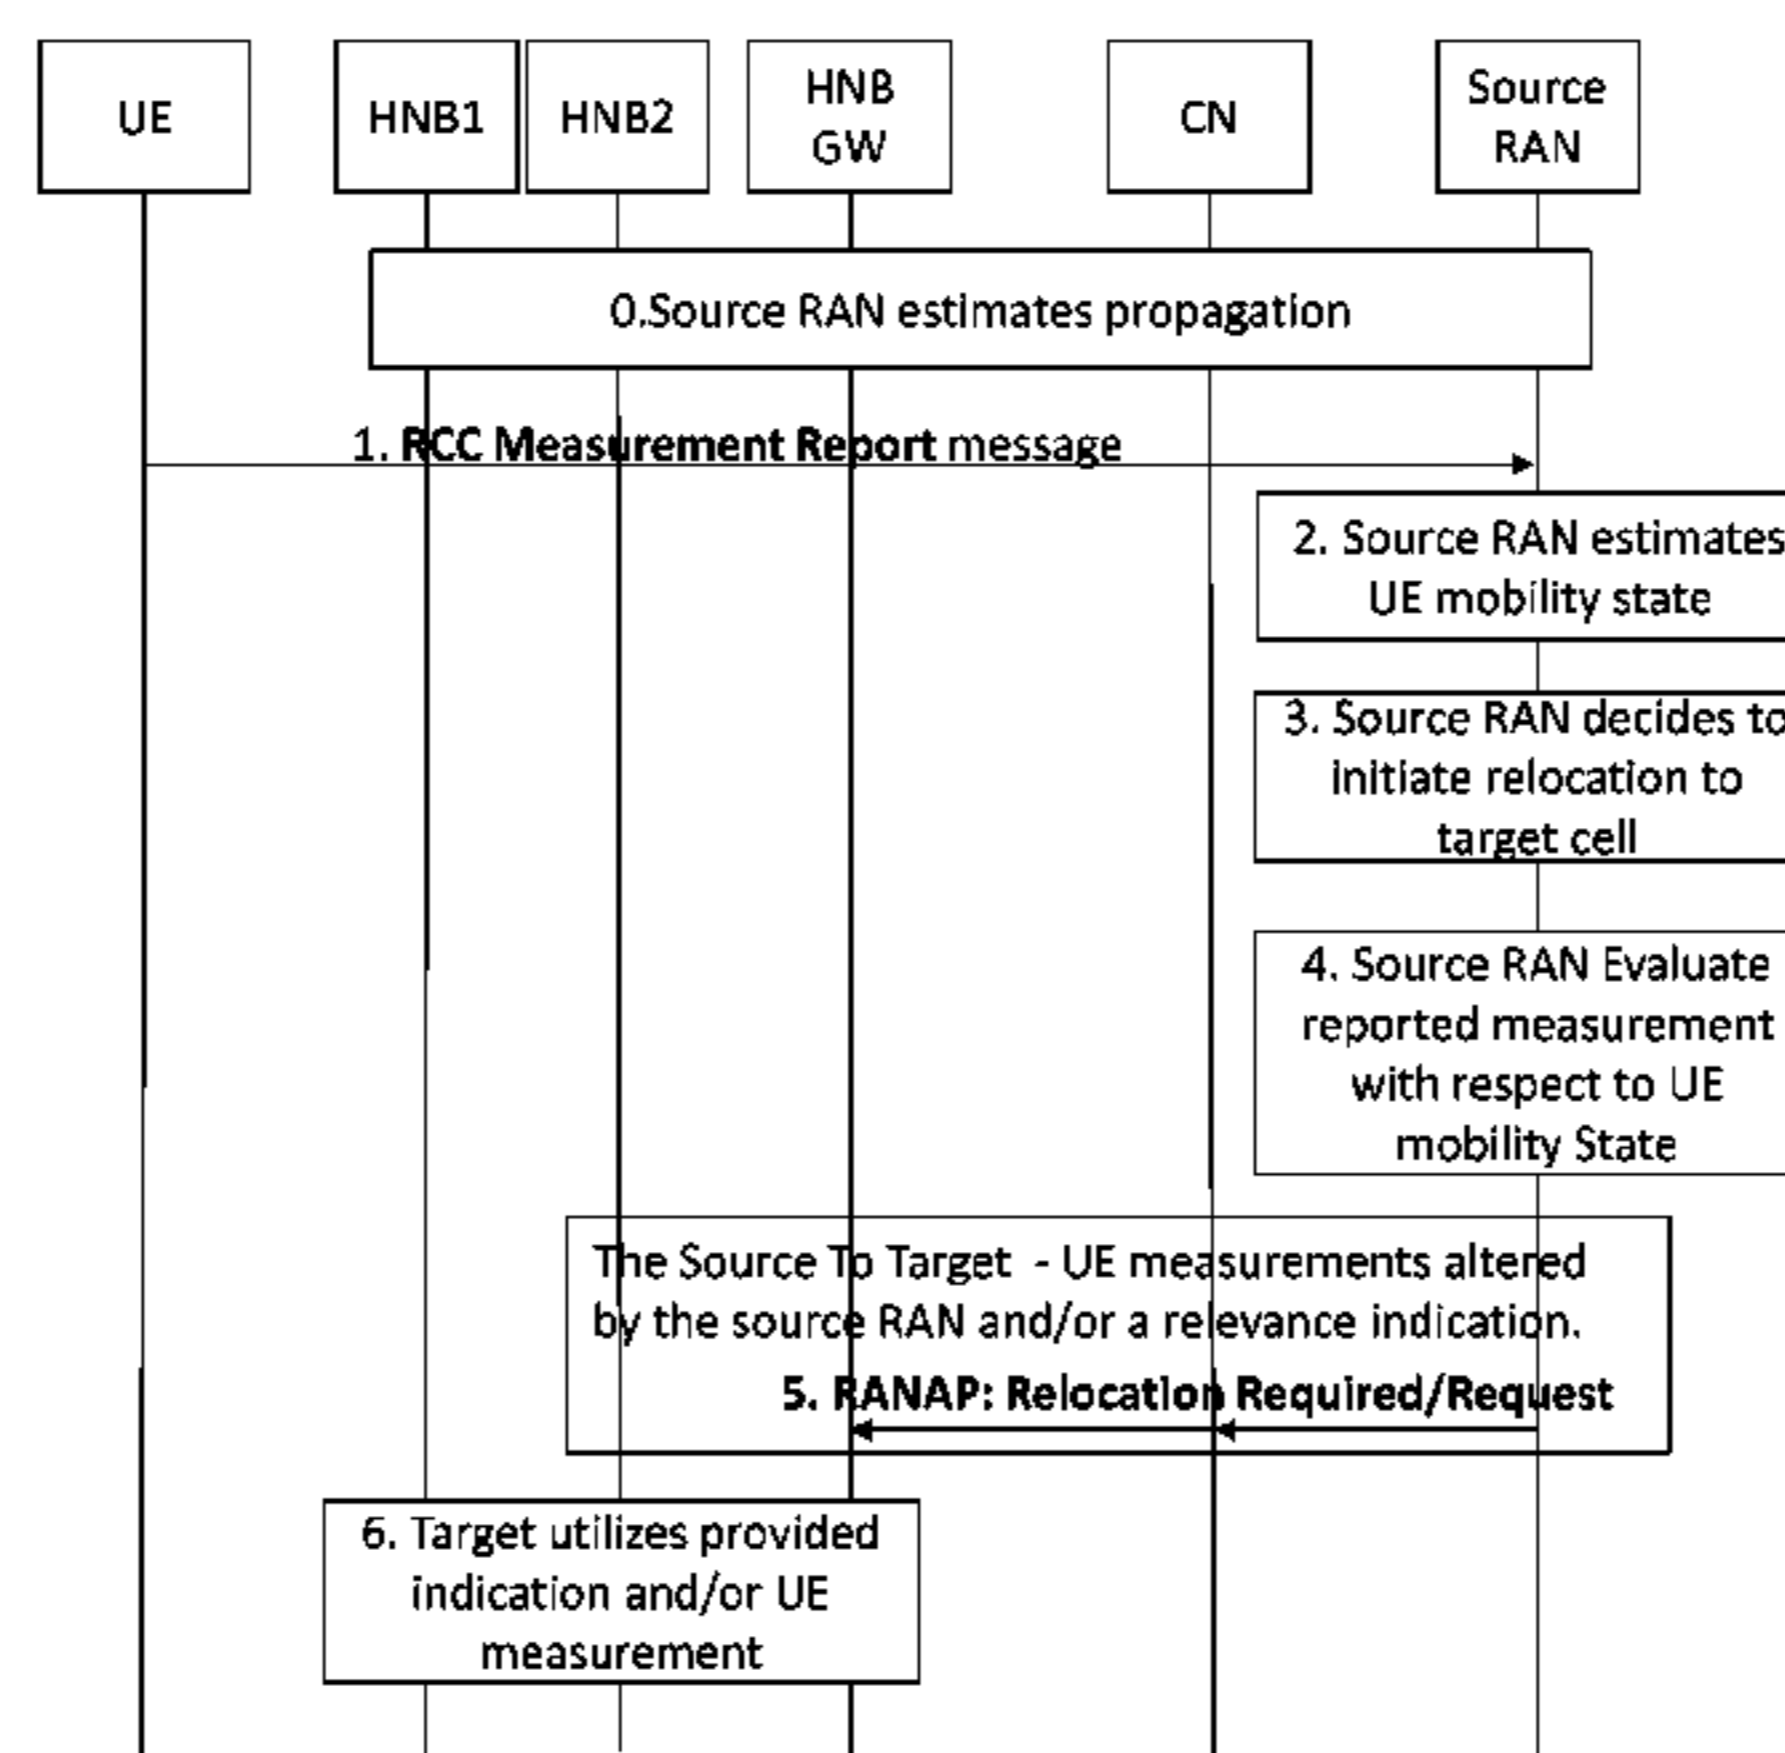 UE
HNB1
HNB2
HNB
GW
CN
Source
RAN
0.Source RAN estimates propagation
1. RCC Measurement Report message
2. Source RAN estimates
UE mobility state
3. Source RAN decides to
initiate relocation to
target cell
4. Source RAN Evaluate
reported measurement
with respect to UE
mobility State
The Source To Target - UE measurements altered
by the source RAN and/or a relevance indication.
5. RANAP: Relocation Required/Request
6. Target utilizes provided
indication and/or UE
measurement